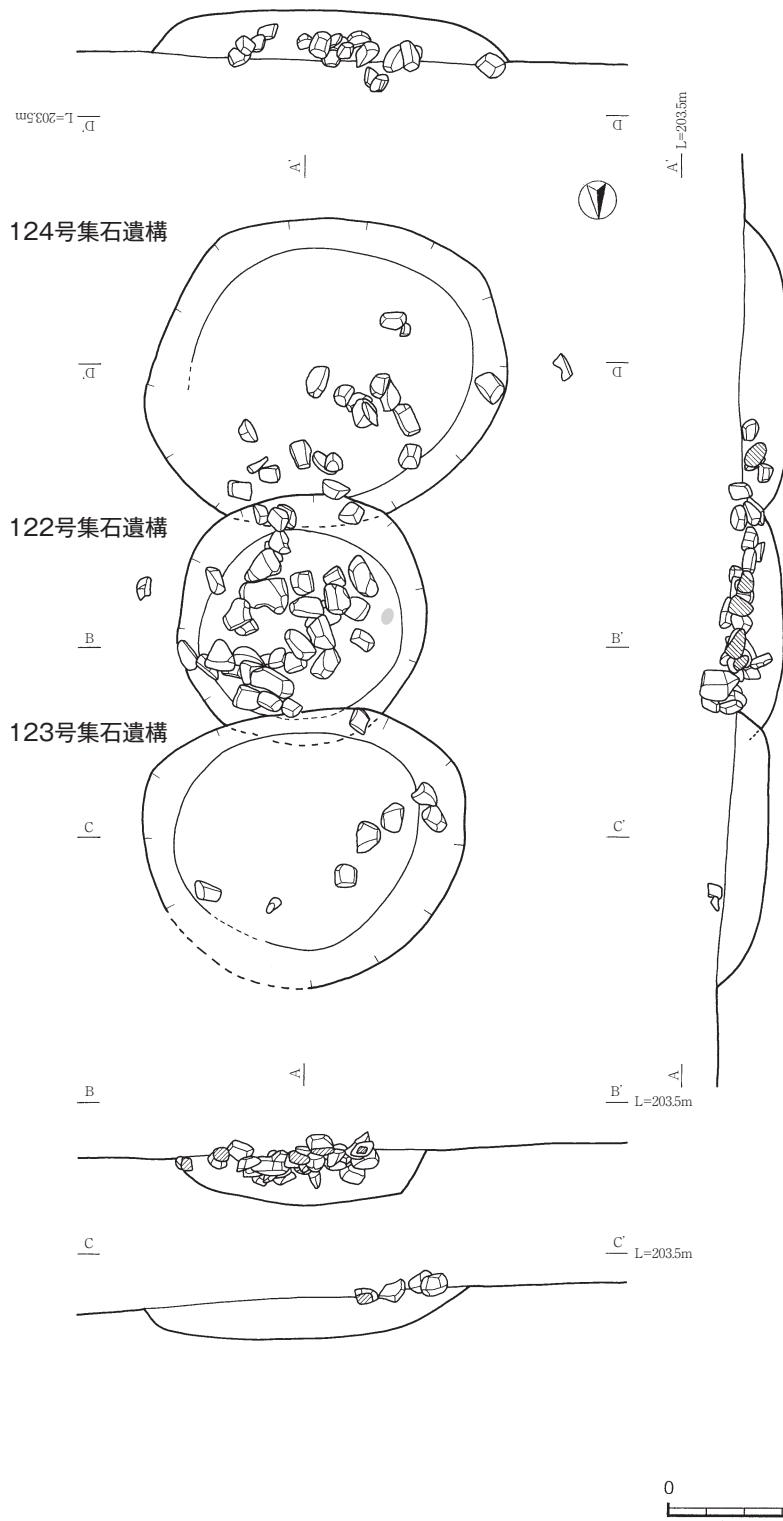 L=203.5m
D'
D
A'
A'
L=203.5m
124号集石遺構
D'
D
122号集石遺構
B
B'
123号集石遺構
C
C'
A
A
B
B'
L=203.5m
C
C'
L=203.5m
0